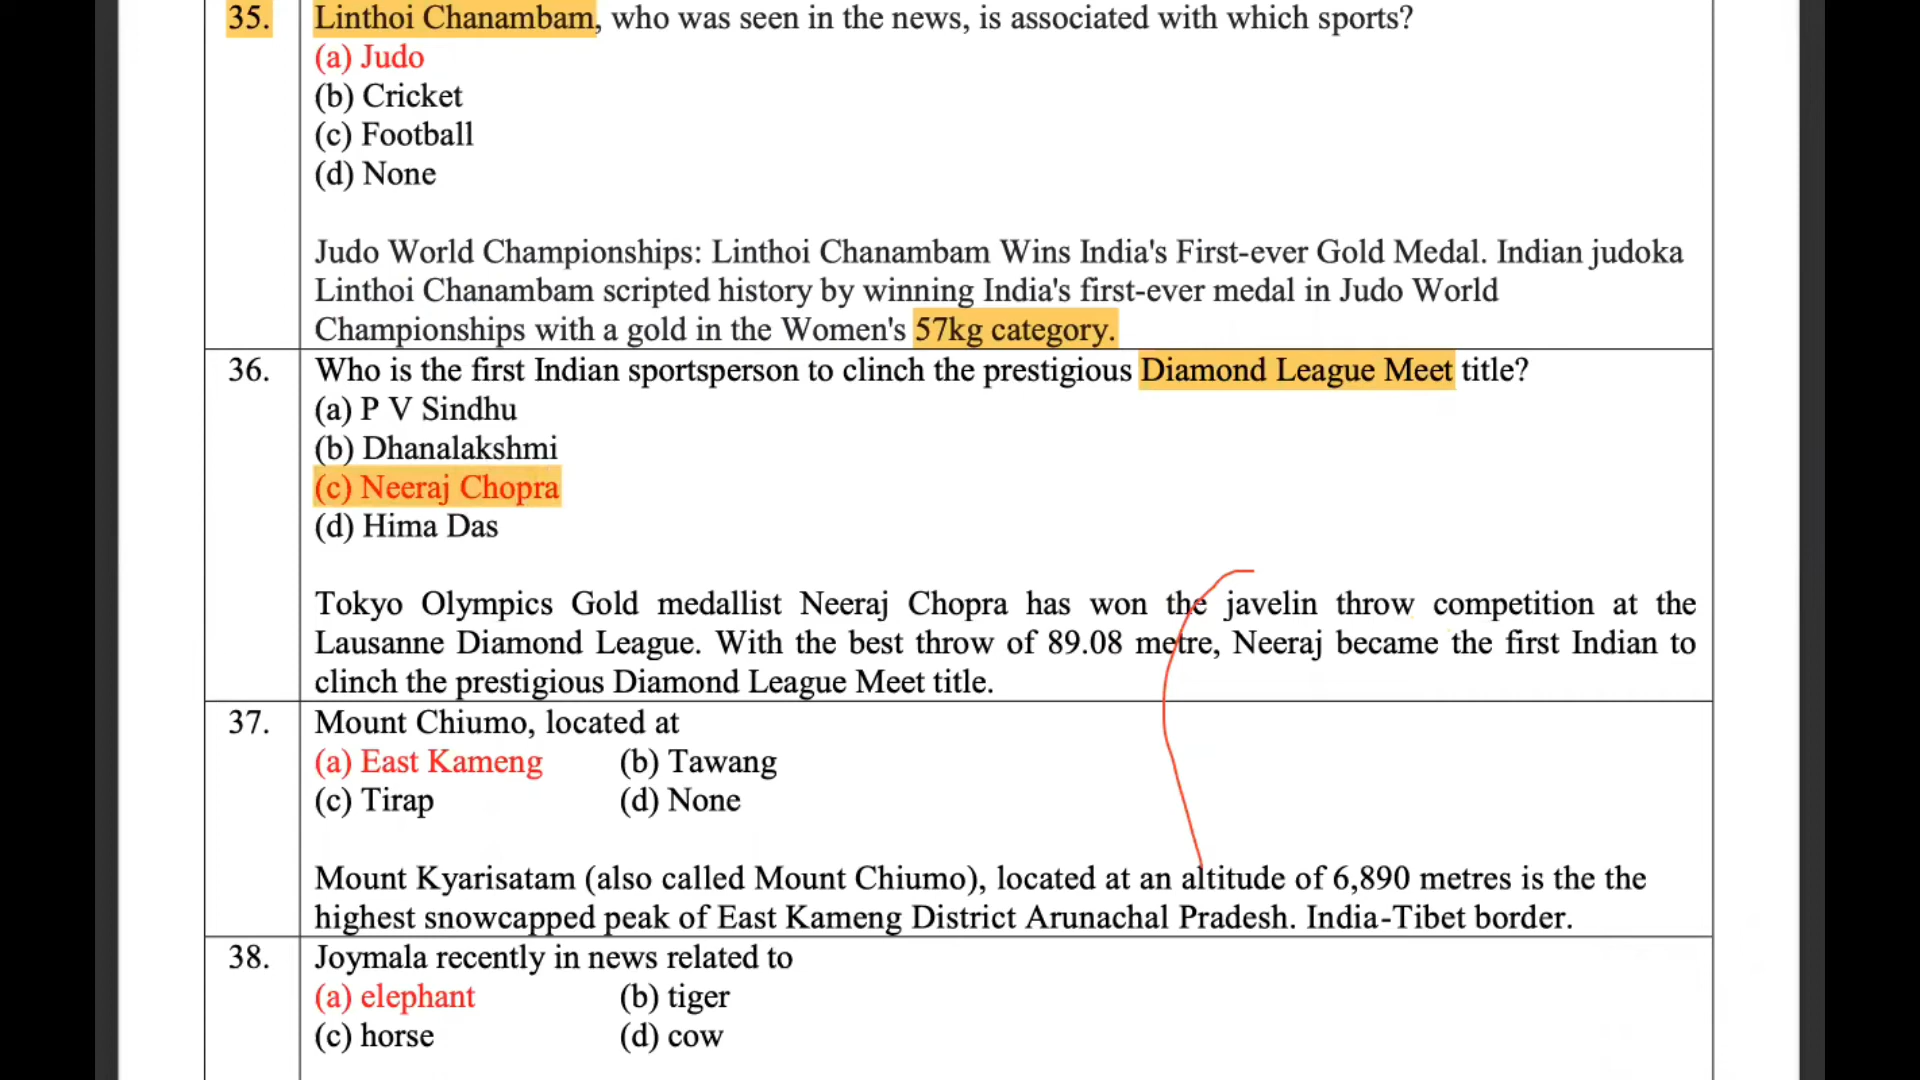 35. Linthoi Chanambam, who was seen in the news, is associated with which sports?
(a) Judo
(b) Cricket
(c) Football
(d) None
Judo World Championships: Linthoi Chanambam Wins India's First-ever Gold Medal. Indian judoka
Linthoi Chanambam scripted history by winning India's first-ever medal in Judo World
Championships with a gold in the Women's 57kg category.
36. Who is the first Indian sportsperson to clinch the prestigious Diamond League Meet title?
(a) P V Sindhu
(b) Dhanalakshmi
(c) Neeraj Chopra
(d) Hima Das
Tokyo Olympics Gold medallist Neeraj Chopra has won the javelin throw competition at the
Lausanne Diamond League. With the best throw of 89.08 metre, Neeraj became the first Indian to
clinch the prestigious Diamond League Meet title.
37. Mount Chiumo, located at
(a) East Kameng (b) Tawang
(c) Tirap (d) None
Mount Kyarisatam (also called Mount Chiumo), located at an altitude of 6,890 metres is the the
highest snowcapped peak of East Kameng District Arunachal Pradesh. India-Tibet border.
38. Joymala recently in news related to
(a) elephant (b) tiger
(c) horse (d) cow